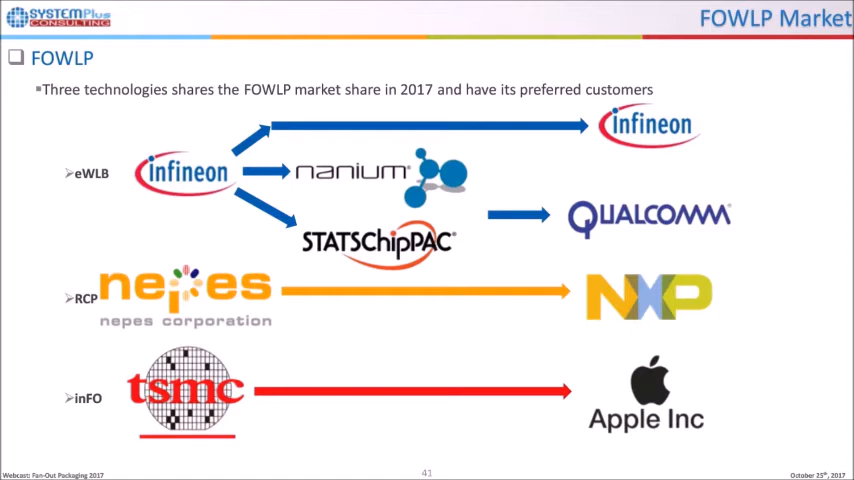 SYSTEMPlus
CONSULTING
FOWLP Market
FOWLP
Three technologies shares the FOWLP market share in 2017 and have its preferred customers
infineon
eWLB
infineon
nanium
QUALCOMM
STATSChipPAC
RCP
nepes
nepes corporation
NXP
inFO
tsmc
Apple Inc
Webcast: Fan-Out Packaging 2017
41
October 25th, 2017